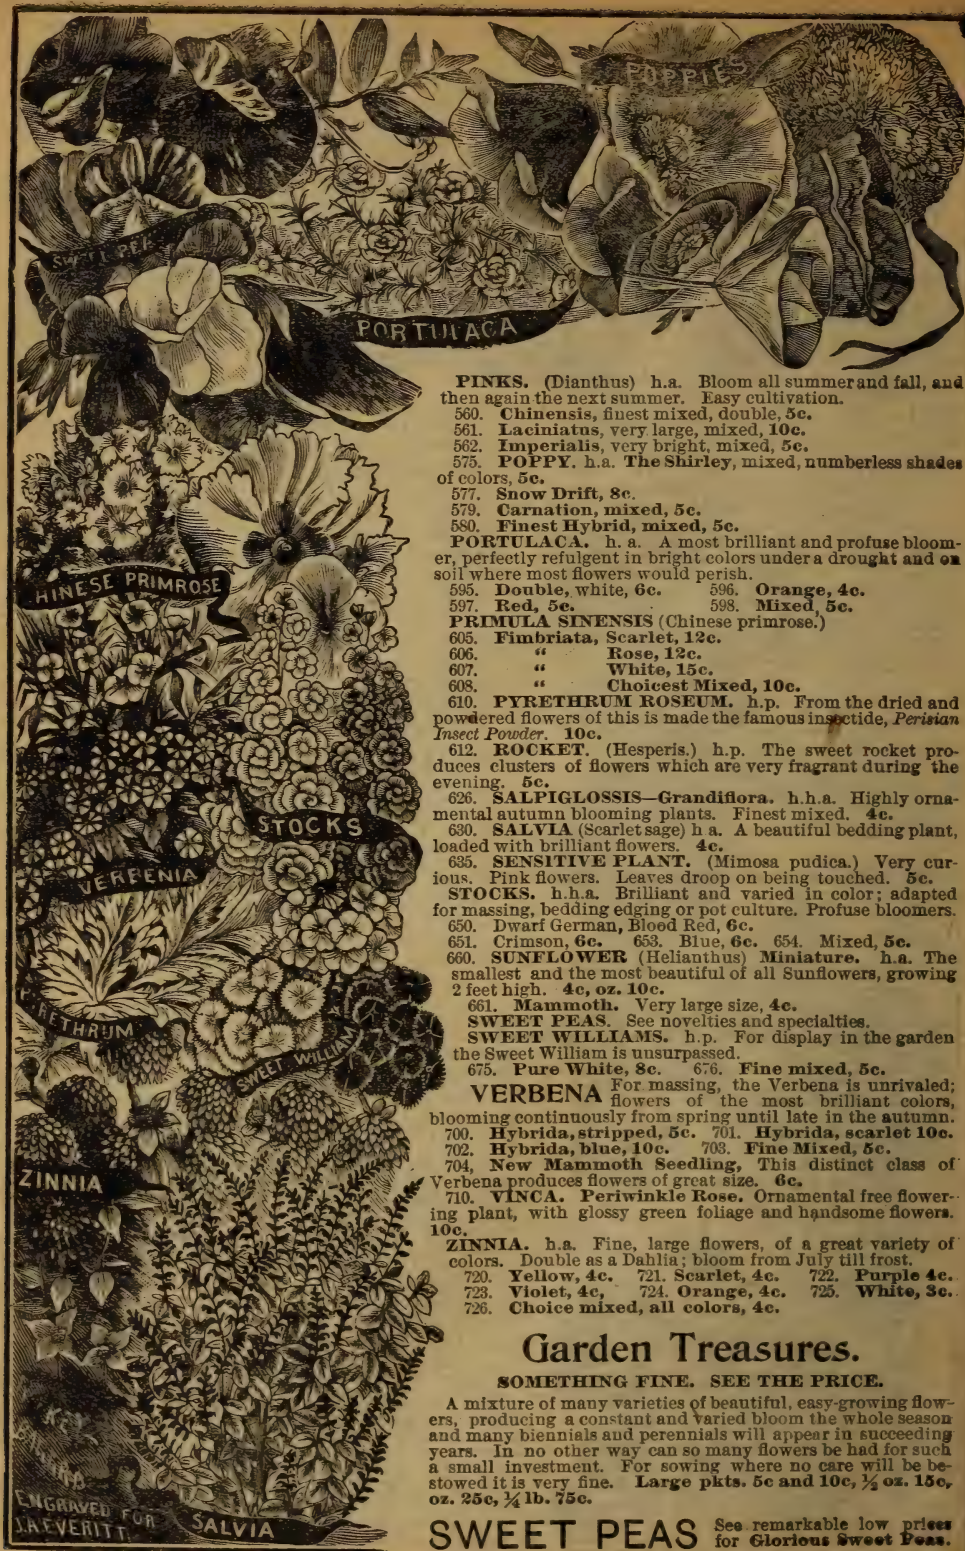 POPPIES
SWEET PEA
PORTULACA
HINESE PRIMROSE
STOCKS
VERBENIA
RETHRUM
SWEET WILLIAM
ZINNIA
ENGRAVED FOR
J.A.EVERITT.
SALVIA
PINKS. (Dianthus) h.a. Bloom all summer and fall, and
then again the next summer. Easy cultivation.
560. Chinensis, finest mixed, double, 5c.
561. Laciniatus, very large, mixed, 10c.
562. Imperialis, very bright, mixed, 5c.
575. POPPY. h.a. The Shirley, mixed, numberless shades
of colors, 5c.
577. Snow Drift, 8c.
579. Carnation, mixed, 5c.
580. Finest Hybrid, mixed, 5c.
PORTULACA. h. a. A most brilliant and profuse bloom-
er, perfectly refulgent in bright colors under a drought and on
soil where most flowers would perish.
595. Double, white, 6c. 596. Orange, 4c.
597. Red, 5c. 598. Mixed, 5c.
PRIMULA SINENSIS (Chinese primrose.)
605. Fimbriata, Scarlet, 12c.
606. “ Rose, 12c.
607. “ White, 15c.
608. “ Choicest Mixed, 10c.
610. PYRETHRUM ROSEUM. h.p. From the dried and
powdered flowers of this is made the famous insectide, Perisian
Insect Powder. 10c.
612. ROCKET. (Hesperis.) h.p. The sweet rocket pro-
duces clusters of flowers which are very fragrant during the
evening. 5c.
626. SALPIGLOSSIS—Grandiflora. h.h.a. Highly orna-
mental autumn blooming plants. Finest mixed. 4c.
630. SALVIA (Scarlet sage) h a. A beautiful bedding plant,
loaded with brilliant flowers. 4c.
635. SENSITIVE PLANT. (Mimosa pudica.) Very cur-
ious. Pink flowers. Leaves droop on being touched. 5c.
STOCKS. h.h.a. Brilliant and varied in color; adapted
for massing, bedding edging or pot culture. Profuse bloomers.
650. Dwarf German, Blood Red, 6c.
651. Crimson, 6c. 653. Blue, 6c. 654. Mixed, 5c.
660. SUNFLOWER (Helianthus) Miniature. h.a. The
smallest and the most beautiful of all Sunflowers, growing
2 feet high. 4c, oz. 10c.
661. Mammoth. Very large size, 4c.
SWEET PEAS. See novelties and specialties.
SWEET WILLIAMS. h.p. For display in the garden
the Sweet William is unsurpassed.
675. Pure White, 8c. 676. Fine mixed, 5c.
VERBENA For massing, the Verbena is unrivaled;
flowers of the most brilliant colors,
blooming continuously from spring until late in the autumn.
700. Hybrida, stripped, 5c. 701. Hybrida, scarlet 10c.
702. Hybrida, blue, 10c. 703. Fine Mixed, 5c.
704, New Mammoth Seedling, This distinct class of
Verbena produces flowers of great size. 6c.
710. VINCA. Periwinkle Rose. Ornamental free flower-
ing plant, with glossy green foliage and handsome flowers.
10c.
ZINNIA. h.a. Fine, large flowers, of a great variety of
colors. Double as a Dahlia; bloom from July till frost.
720. Yellow, 4c. 721. Scarlet, 4c. 722. Purple 4c.
723. Violet, 4c, 724. Orange, 4c. 725. White, 3c.
726. Choice mixed, all colors, 4c.
Garden Treasures.
SOMETHING FINE. SEE THE PRICE.
A mixture of many varieties of beautiful, easy-growing flow-
ers, producing a constant and varied bloom the whole season
and many biennials and perennials will appear in succeeding
years. In no other way can so many flowers be had for such
a small investment. For sowing where no care will be be-
stowed it is very fine. Large pkts. 5c and 10c, ½ oz. 15c,
oz. 25c, ¼ lb. 75c.
SWEET PEAS See remarkable low prices
for Glorious Sweet Peas.